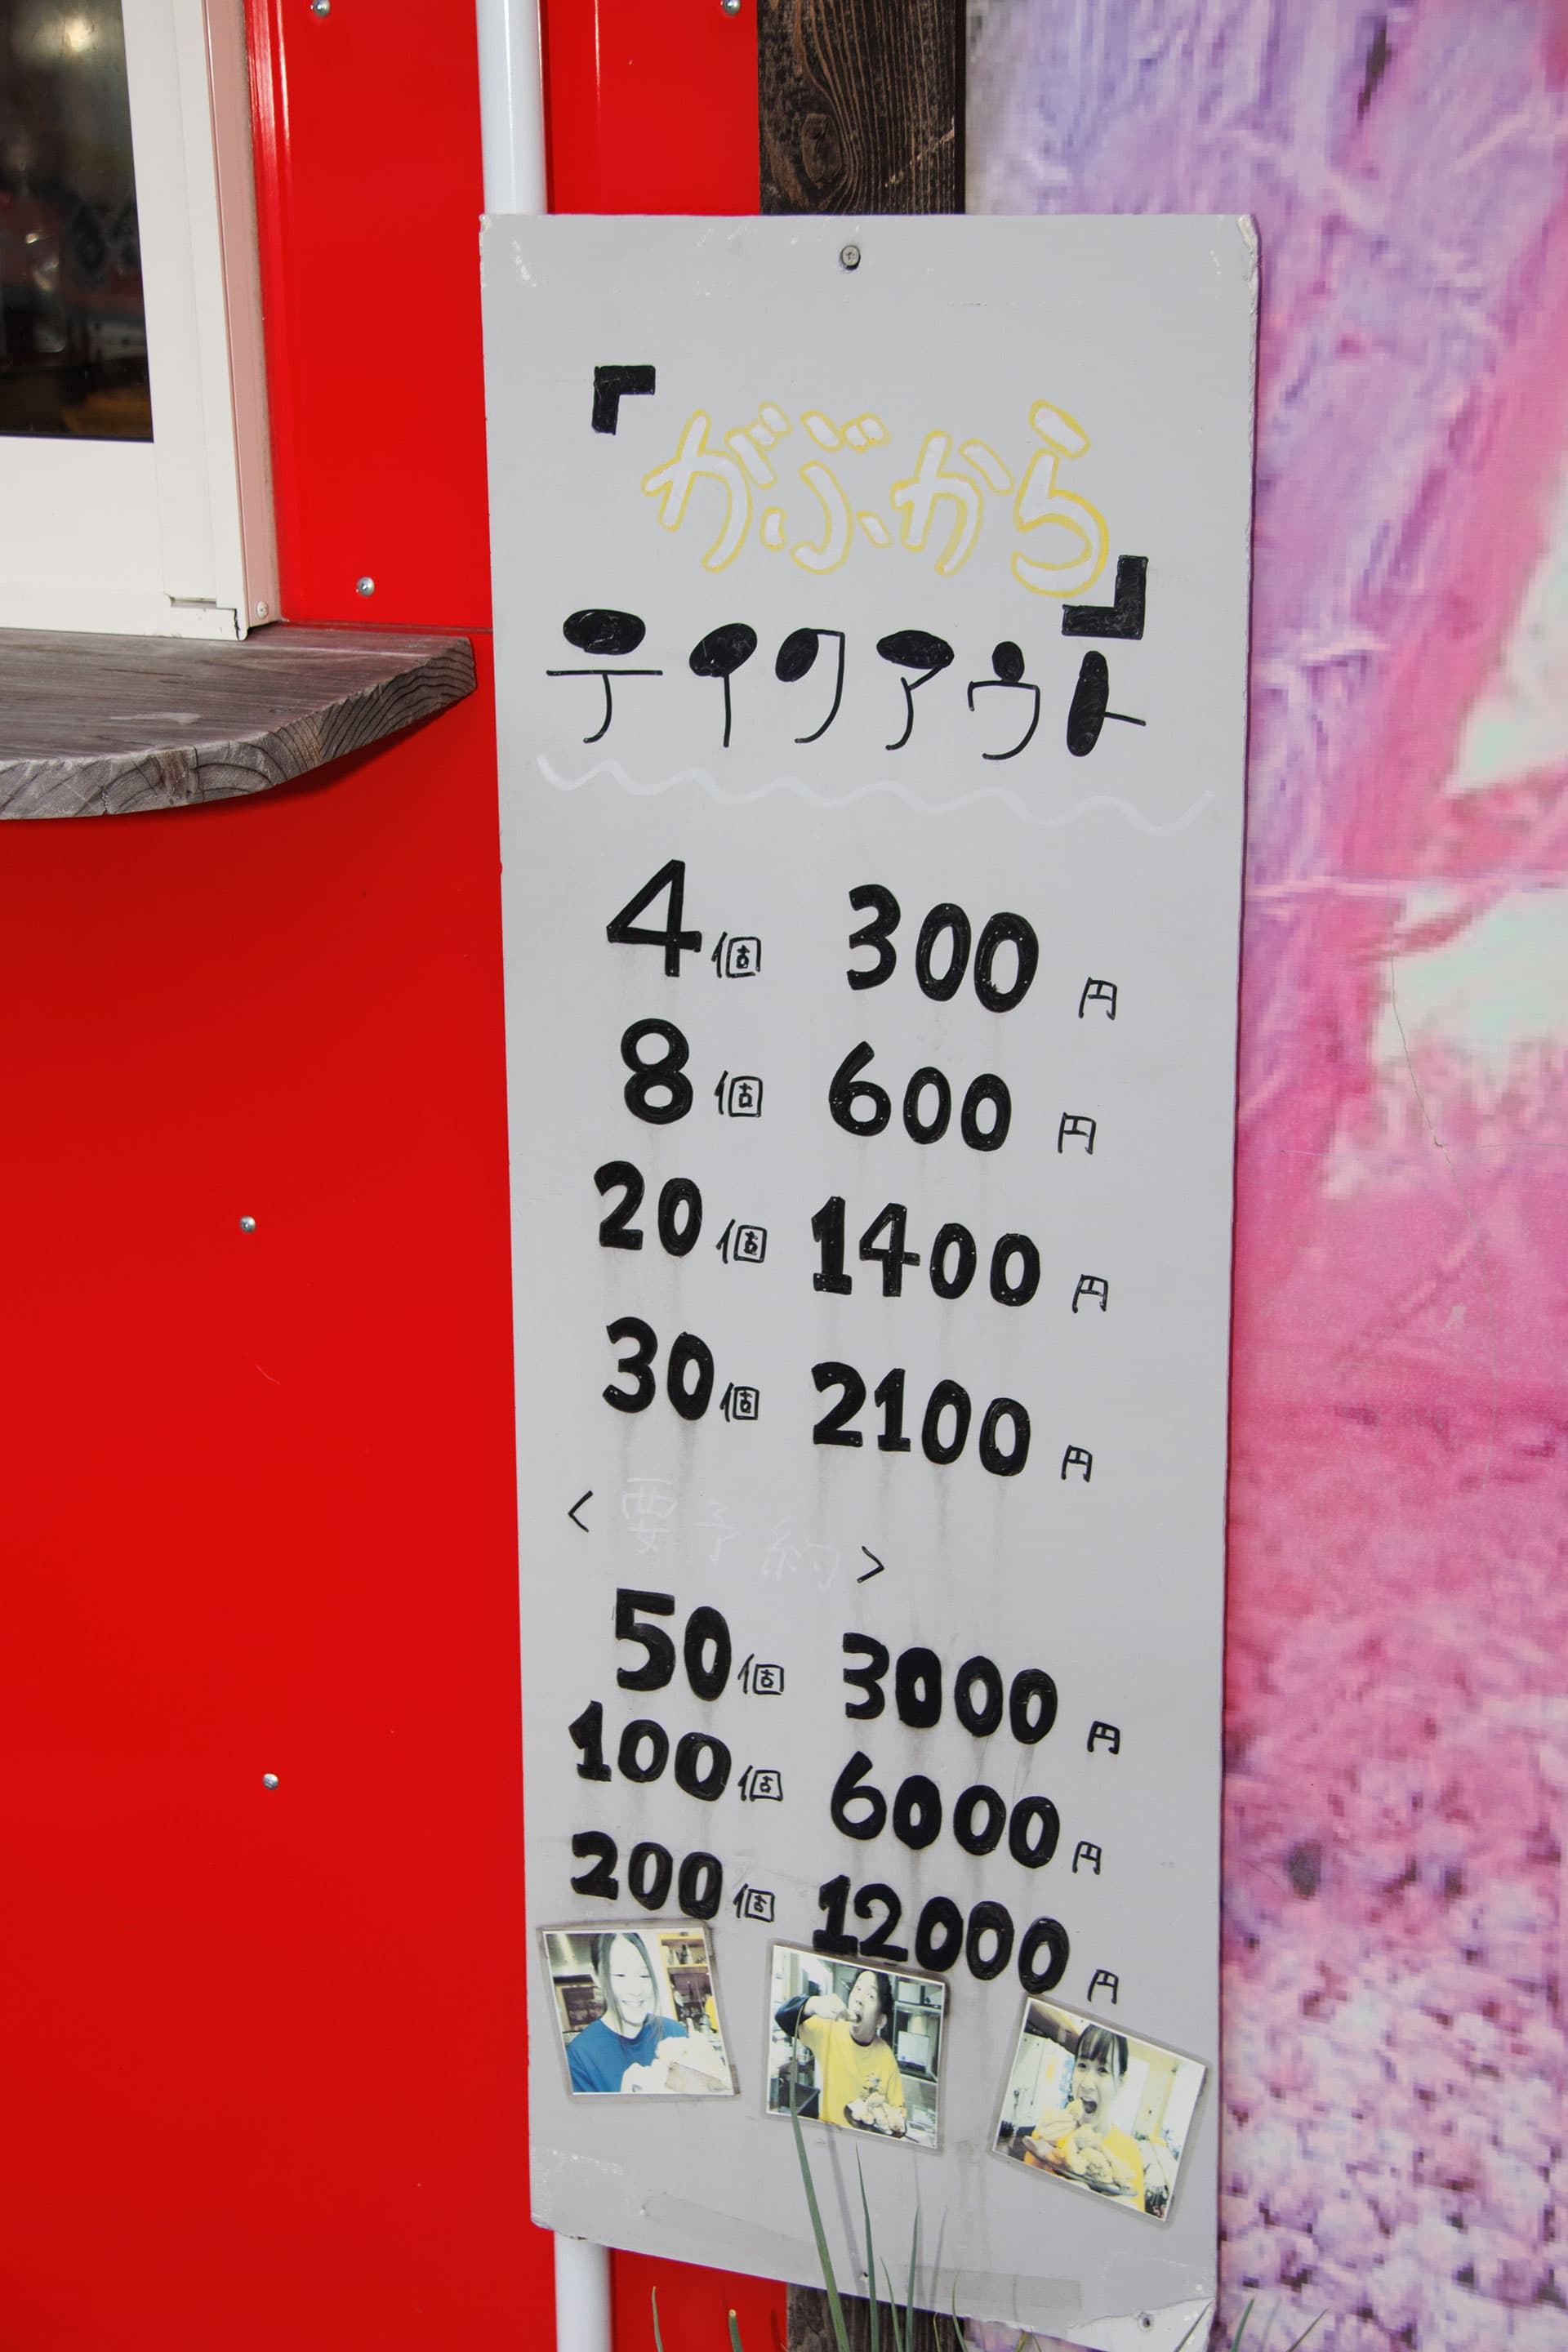 「がぶから」
テイクアウト
4個 300円
8個 600円
20個 1400円
30個 2100円
<要予約>
50個 3000円
100個 6000円
200個 12000円